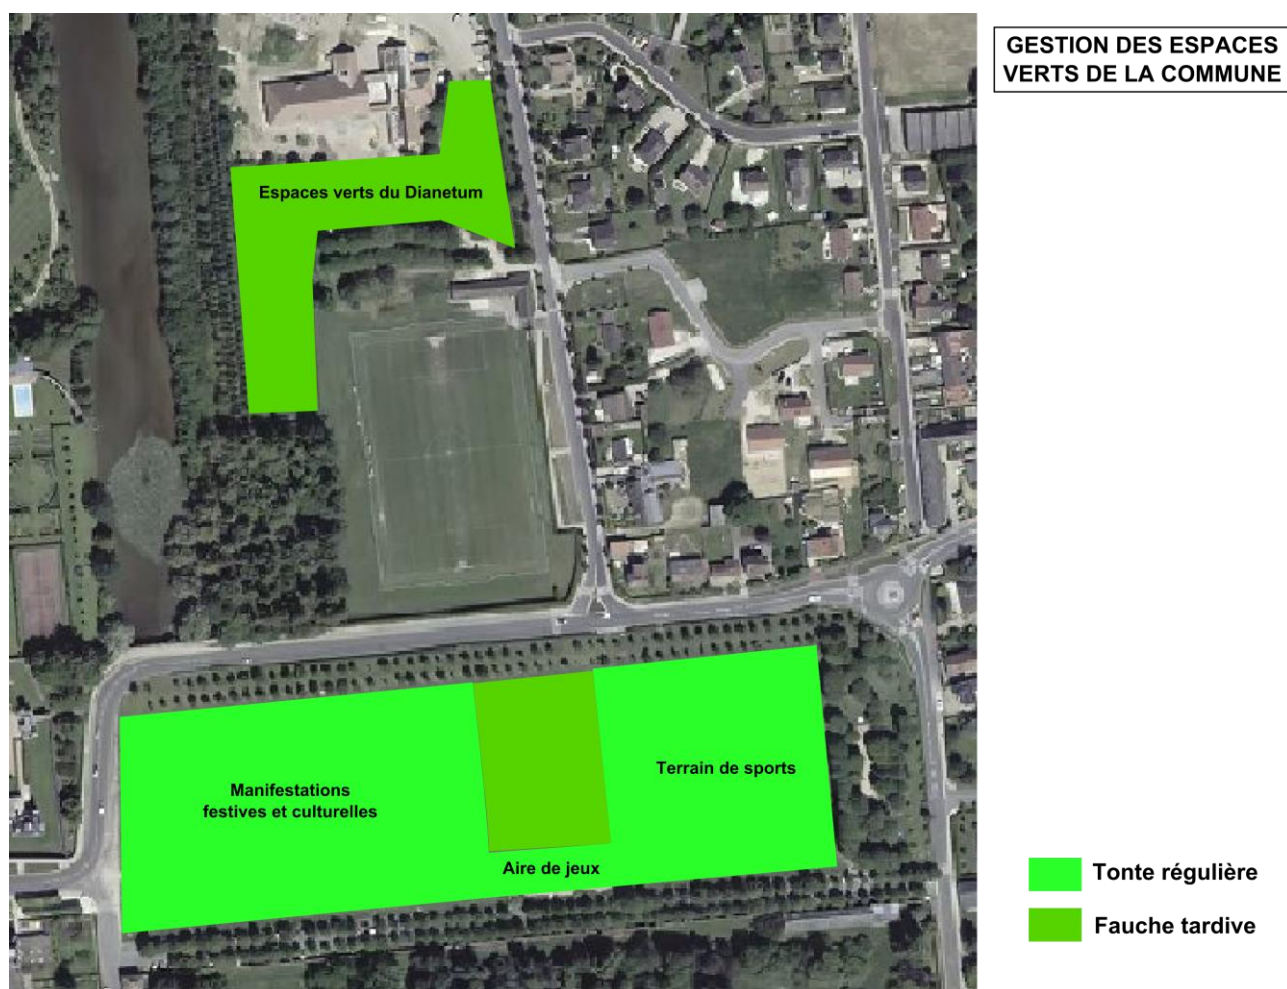 GESTION DES ESPACES
VERTS DE LA COMMUNE
Espaces verts du Dianetum
Manifestations
festives et culturelles
Terrain de sports
Aire de jeux
Tonte régulière
Fauche tardive